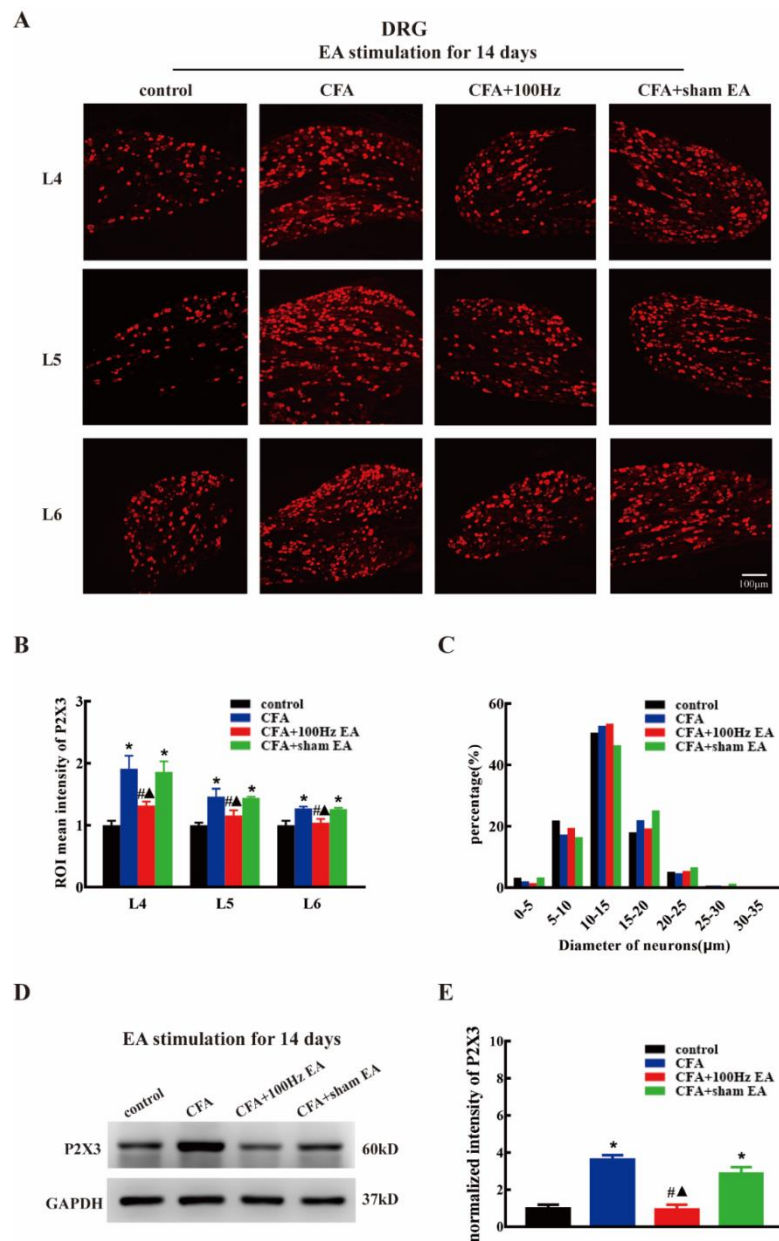 A
DRG
EA stimulation for 14 days
control CFA CFA+100Hz CFA+sham EA
L4
L5
L6
100μm
B
control
CFA
CFA+100Hz EA
CFA+sham EA
ROI mean intensity of P2X3
3
2
1
0
* * * * * *
#▲ #▲ #▲
L4 L5 L6
C
control
CFA
CFA+100Hz EA
CFA+sham EA
percentage(%)
60
40
20
0
0-5 5-10 10-15 15-20 20-25 25-30 30-35
Diameter of neurons(μm)
D
EA stimulation for 14 days
control CFA CFA+100Hz EA CFA+sham EA
P2X3 60kD
GAPDH 37kD
E
control
CFA
CFA+100Hz EA
CFA+sham EA
normalized intensity of P2X3
10
8
6
4
2
0
* #▲ *